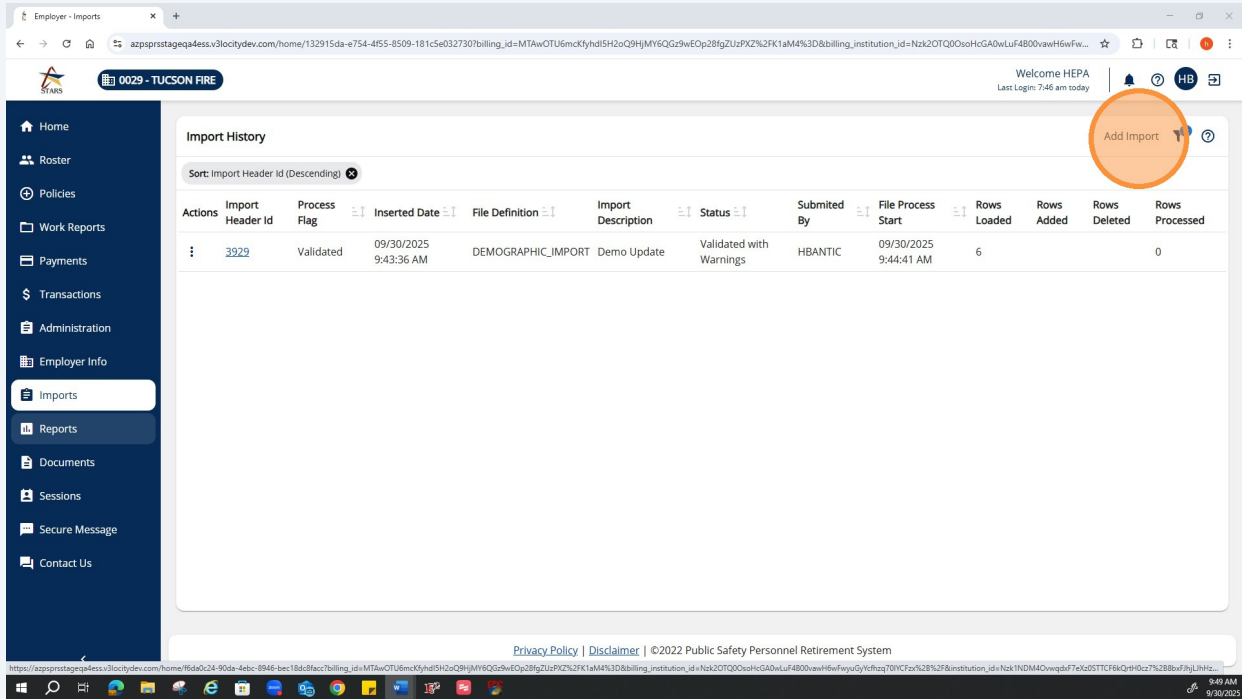 Employer - Imports
azpsprsstageqa4ess.v3locitydev.com/home/132915da-e754-4f55-8509-181c5e032730?billing_id=MTAwOTU6mcKfyhdI5H2oQ9HjMY6QGz9wEOp28fgZUzPXZ%2FK1aM4%3D&billing_institution_id=Nzk2OTQ0OsoHcGA0wLuF4B00vawH6wFw...
STARS
0029 - TUCSON FIRE
Welcome HEPA
Last Login: 7:46 am today
HB
Home
Roster
Policies
Work Reports
Payments
Transactions
Administration
Employer Info
Imports
Reports
Documents
Sessions
Secure Message
Contact Us
Import History
Add Import
Sort: Import Header Id (Descending)
Actions Import Header Id Process Flag Inserted Date File Definition Import Description Status Submited By File Process Start Rows Loaded Rows Added Rows Deleted Rows Processed
3929 Validated 09/30/2025 9:43:36 AM DEMOGRAPHIC_IMPORT Demo Update Validated with Warnings HBANTIC 09/30/2025 9:44:41 AM 6 0
Privacy Policy | Disclaimer | ©2022 Public Safety Personnel Retirement System
9:49 AM
9/30/2025